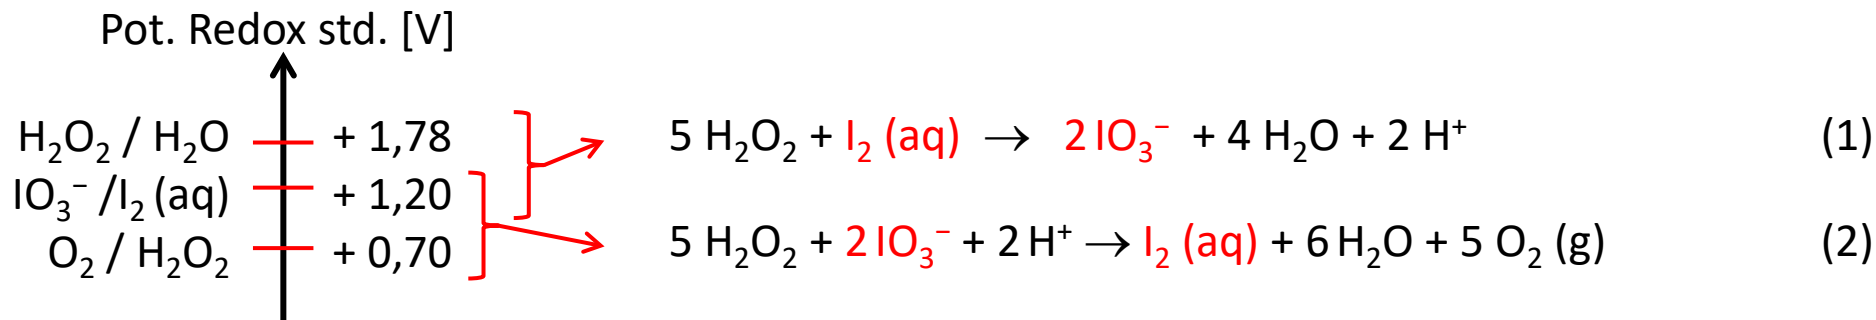 Pot. Redox std. [V]
H₂O₂ / H₂O + 1,78 5 H₂O₂ + I₂ (aq) → 2 IO₃⁻ + 4 H₂O + 2 H⁺ (1)
IO₃⁻ /I₂ (aq) + 1,20
O₂ / H₂O₂ + 0,70 5 H₂O₂ + 2 IO₃⁻ + 2 H⁺ → I₂ (aq) + 6 H₂O + 5 O₂ (g) (2)